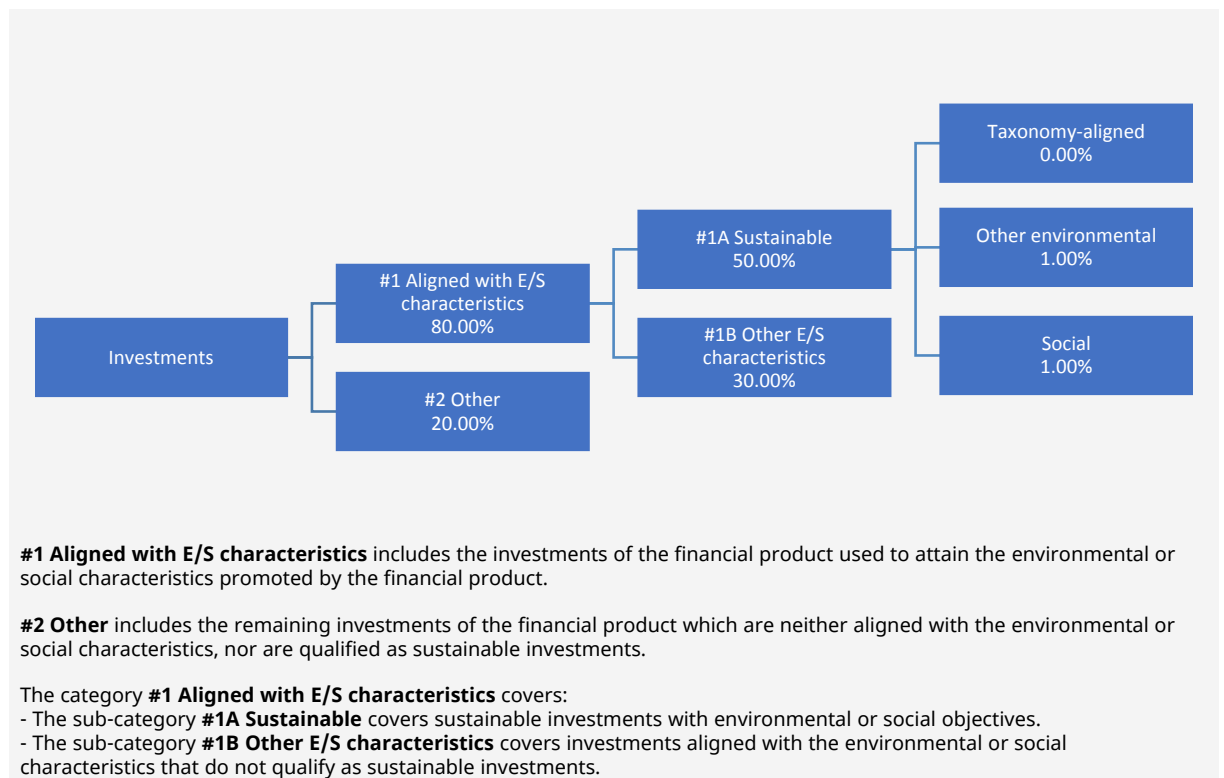 Investments
#1 Aligned with E/S
characteristics
80.00%
#2 Other
20.00%
#1A Sustainable
50.00%
#1B Other E/S
characteristics
30.00%
Taxonomy-aligned
0.00%
Other environmental
1.00%
Social
1.00%
#1 Aligned with E/S characteristics includes the investments of the financial product used to attain the environmental or
social characteristics promoted by the financial product.
#2 Other includes the remaining investments of the financial product which are neither aligned with the environmental or
social characteristics, nor are qualified as sustainable investments.
The category #1 Aligned with E/S characteristics covers:
- The sub-category #1A Sustainable covers sustainable investments with environmental or social objectives.
- The sub-category #1B Other E/S characteristics covers investments aligned with the environmental or social
characteristics that do not qualify as sustainable investments.